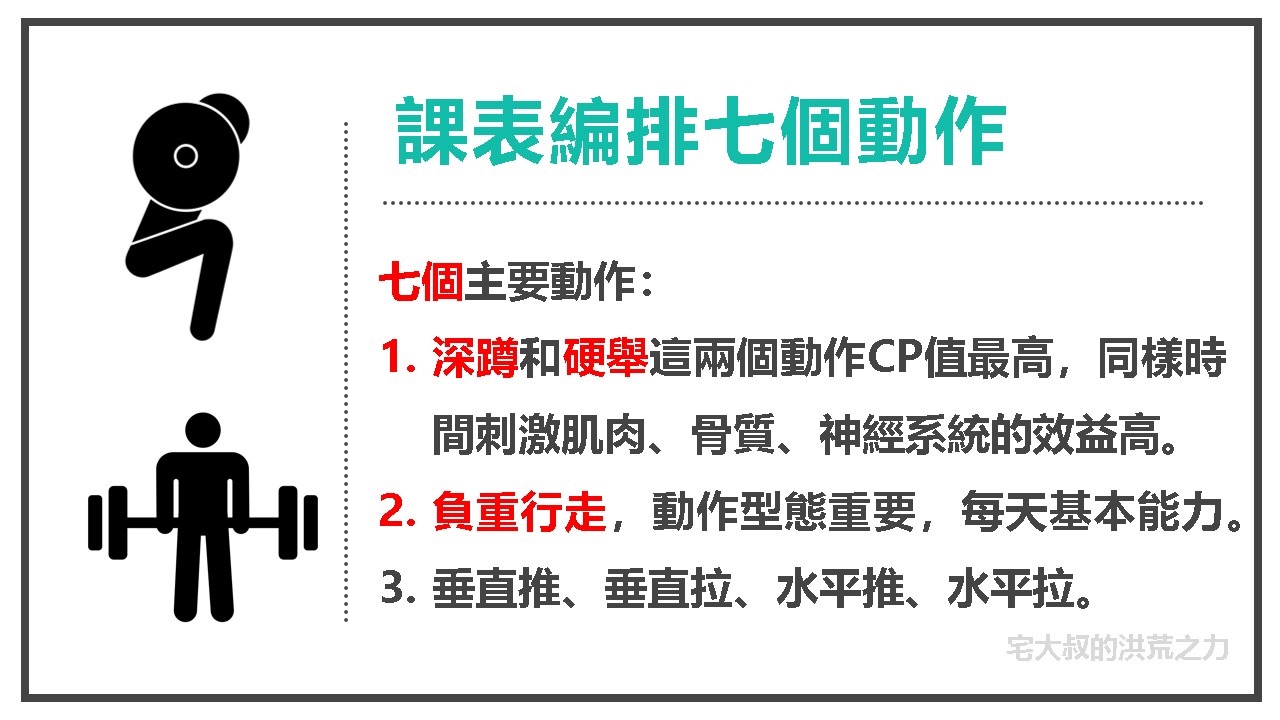 課表編排七個動作
七個主要動作：
1. 深蹲和硬舉這兩個動作CP值最高，同樣時
間刺激肌肉、骨質、神經系統的效益高。
2. 負重行走，動作型態重要，每天基本能力。
3. 垂直推、垂直拉、水平推、水平拉。
宅大叔的洪荒之力